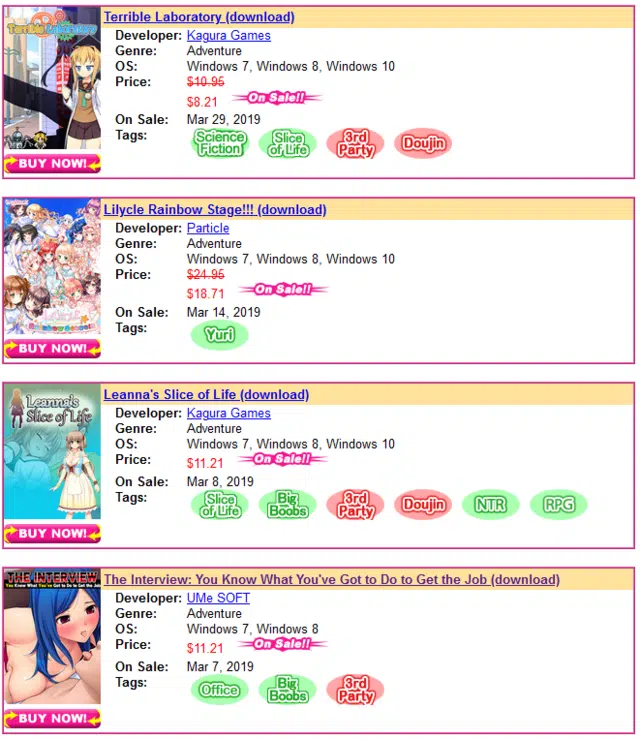 Terrible Laboratory
Terrible Laboratory (download)
Developer: Kagura Games
Genre: Adventure
OS: Windows 7, Windows 8, Windows 10
Price: $10.95
$8.21 On Sale!!
On Sale: Mar 29, 2019
Tags: Science Fiction Slice of Life 3rd Party Doujin
BUY NOW!
Lilycle Rainbow Stage!!! (download)
Developer: Particle
Genre: Adventure
OS: Windows 7, Windows 8, Windows 10
Price: $24.95
$18.71 On Sale!!
On Sale: Mar 14, 2019
Tags: Yuri
BUY NOW!
Leanna's Slice of Life
Leanna's Slice of Life (download)
Developer: Kagura Games
Genre: Adventure
OS: Windows 7, Windows 8, Windows 10
Price: $11.21 On Sale!!
On Sale: Mar 8, 2019
Tags: Slice of Life Big Boobs 3rd Party Doujin NTR RPG
BUY NOW!
THE INTERVIEW
You Know What You've Got to Do to Get the Job
The Interview: You Know What You've Got to Do to Get the Job (download)
Developer: UMe SOFT
Genre: Adventure
OS: Windows 7, Windows 8
Price: $11.21 On Sale!!
On Sale: Mar 7, 2019
Tags: Office Big Boobs 3rd Party
BUY NOW!